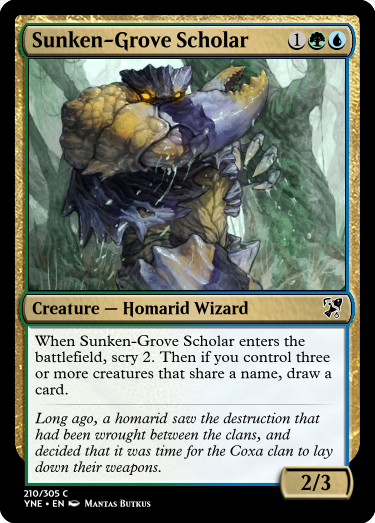 Sunken-Grove Scholar 1
Creature — Homarid Wizard
When Sunken-Grove Scholar enters the
battlefield, scry 2. Then if you control three
or more creatures that share a name, draw a
card.
Long ago, a homarid saw the destruction that
had been wrought between the clans, and
decided that it was time for the Coxa clan to lay
down their weapons.
2/3
210/305 C
YNE • EN Mantas Butkus